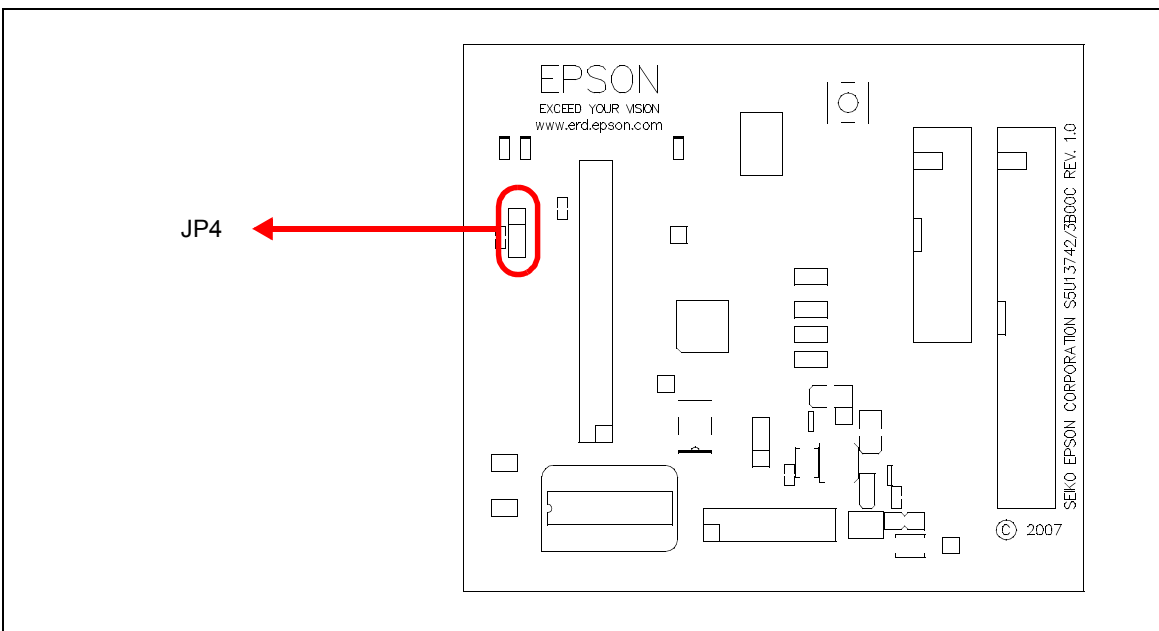 EPSON
EXCEED YOUR VISION
www.erd.epson.com
JP4
SEIKO EPSON CORPORATION S5U13742/3B00C REV. 1.0
© 2007